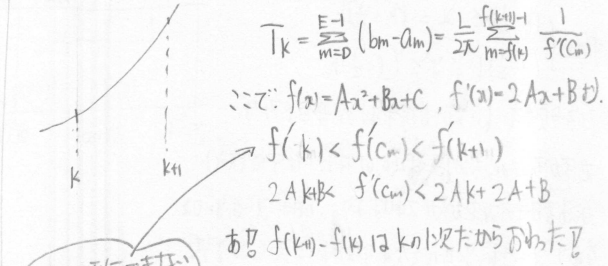 T_k = Σ_{m=D}^{E-1} (b_m - a_m) = L/2π Σ_{m=f(k)}^{f(k+1)-1} 1/f'(C_m)
ここで、f(x)=Ax²+Bx+C , f'(x)=2Ax+Bより
f'(k) < f'(C_m) < f'(k+1)
2Ak+B < f'(C_m) < 2Ak+2A+B
あ!! f(k+1)-f(k) はkの1次だからおわった!!
k
k+1